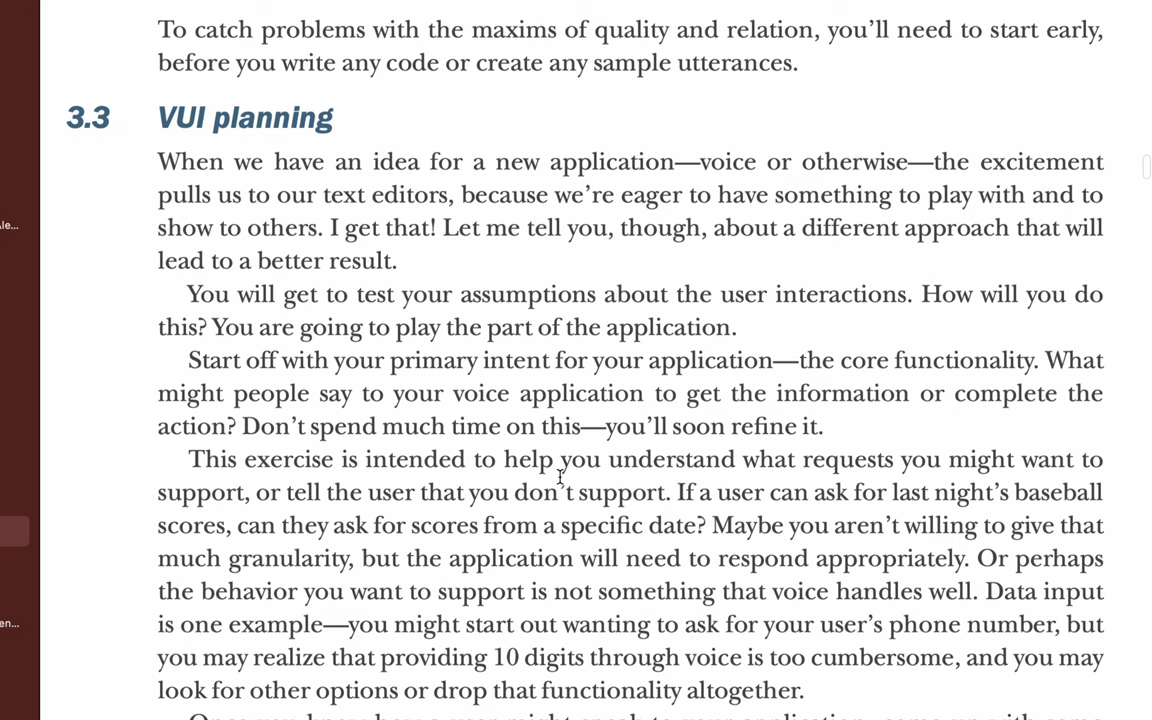 To catch problems with the maxims of quality and relation, you'll need to start early,
before you write any code or create any sample utterances.
3.3 VUI planning
When we have an idea for a new application—voice or otherwise—the excitement
pulls us to our text editors, because we're eager to have something to play with and to
show to others. I get that! Let me tell you, though, about a different approach that will
lead to a better result.
You will get to test your assumptions about the user interactions. How will you do
this? You are going to play the part of the application.
Start off with your primary intent for your application—the core functionality. What
might people say to your voice application to get the information or complete the
action? Don't spend much time on this—you'll soon refine it.
This exercise is intended to help you understand what requests you might want to
support, or tell the user that you don't support. If a user can ask for last night's baseball
scores, can they ask for scores from a specific date? Maybe you aren't willing to give that
much granularity, but the application will need to respond appropriately. Or perhaps
the behavior you want to support is not something that voice handles well. Data input
is one example—you might start out wanting to ask for your user's phone number, but
you may realize that providing 10 digits through voice is too cumbersome, and you may
look for other options or drop that functionality altogether.